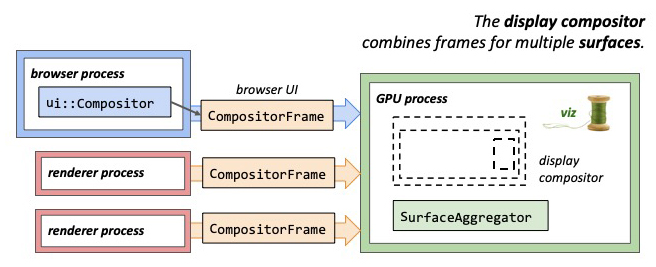 The display compositor
combines frames for multiple surfaces.
browser process
ui::Compositor
browser UI
CompositorFrame
GPU process
viz
display
compositor
renderer process
CompositorFrame
SurfaceAggregator
renderer process
CompositorFrame